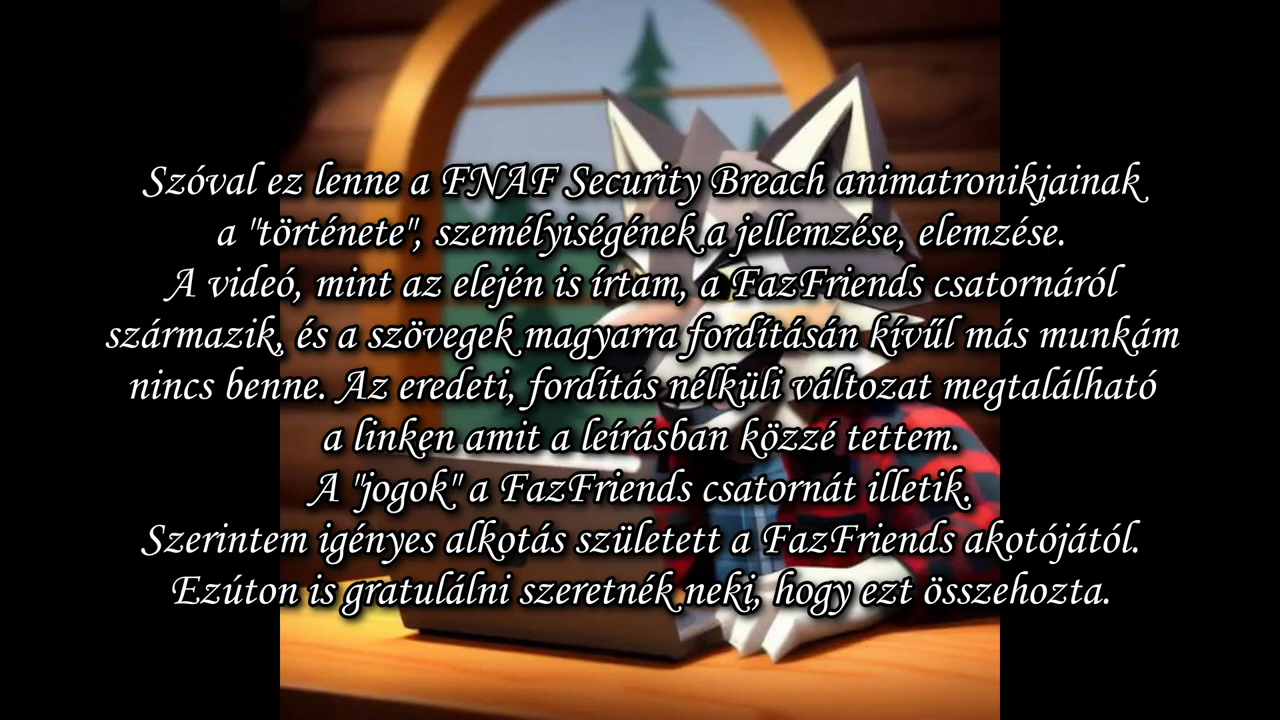 Szóval ez lenne a FNAF Security Breach animatronikjainak
a "története", személyiségének a jellemzése, elemzése.
A videó, mint az elején is írtam, a FazFriends csatornáról
származik, és a szövegek magyarra fordításán kívűl más munkám
nincs benne. Az eredeti, fordítás nélküli változat megtalálható
a linken amit a leírásban közzé tettem.
A "jogok" a FazFriends csatornát illetik.
Szerintem igényes alkotás született a FazFriends akotójától.
Ezúton is gratulálni szeretnék neki, hogy ezt összehozta.